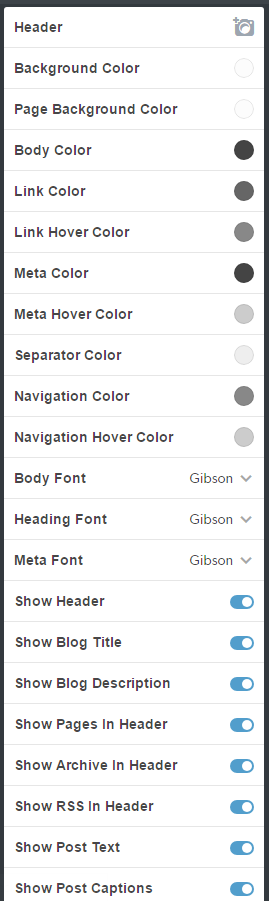 Header
Background Color
Page Background Color
Body Color
Link Color
Link Hover Color
Meta Color
Meta Hover Color
Separator Color
Navigation Color
Navigation Hover Color
Body Font Gibson
Heading Font Gibson
Meta Font Gibson
Show Header
Show Blog Title
Show Blog Description
Show Pages In Header
Show Archive In Header
Show RSS In Header
Show Post Text
Show Post Captions